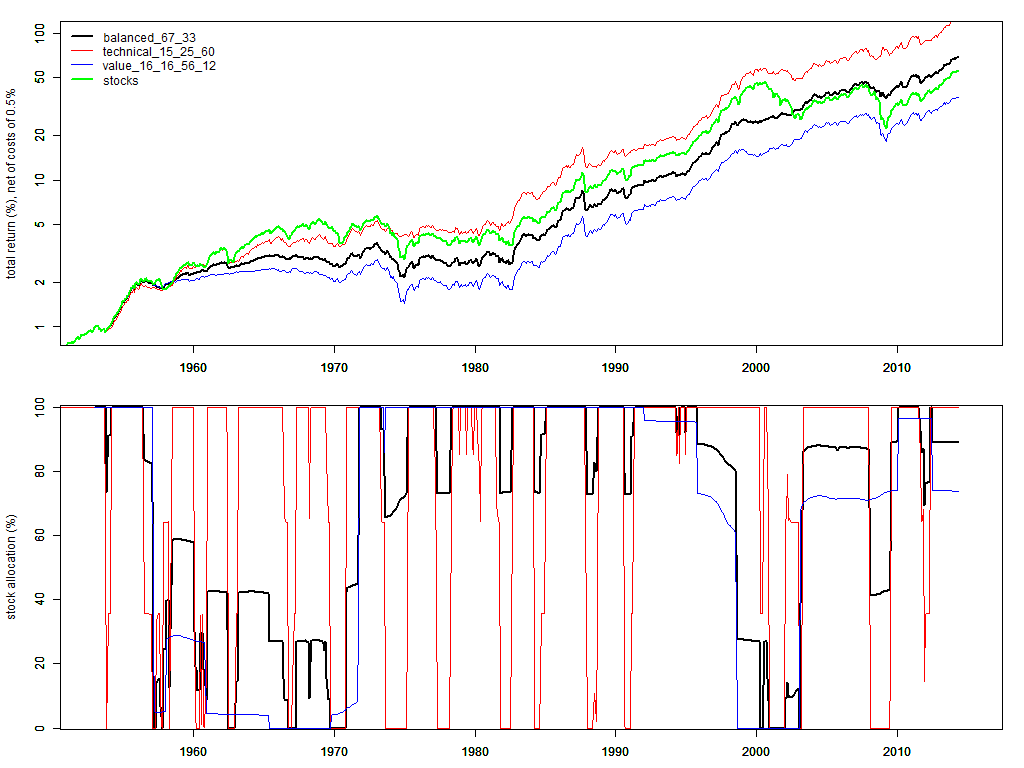 total return (%), net of costs of 0.5%
100
50
20
10
5
2
1
balanced_67_33
technical_15_25_60
value_16_16_56_12
stocks
1960 1970 1980 1990 2000 2010
stock allocation (%)
100
80
60
40
20
0
1960 1970 1980 1990 2000 2010